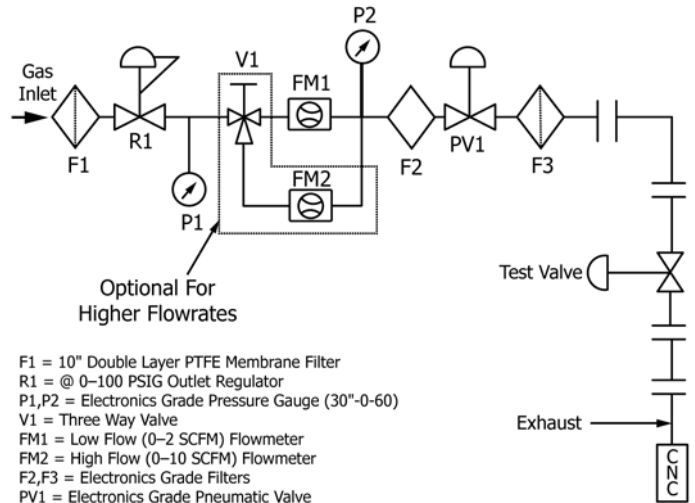 P2
Gas
Inlet
V1
FM1
F1
R1
F2
PV1
F3
FM2
P1
Test Valve
Optional For
Higher Flowrates
F1 = 10" Double Layer PTFE Membrane Filter
R1 = @ 0–100 PSIG Outlet Regulator
P1,P2 = Electronics Grade Pressure Gauge (30"-0-60)
V1 = Three Way Valve
FM1 = Low Flow (0–2 SCFM) Flowmeter
FM2 = High Flow (0–10 SCFM) Flowmeter
F2,F3 = Electronics Grade Filters
PV1 = Electronics Grade Pneumatic Valve
Exhaust
C
N
C